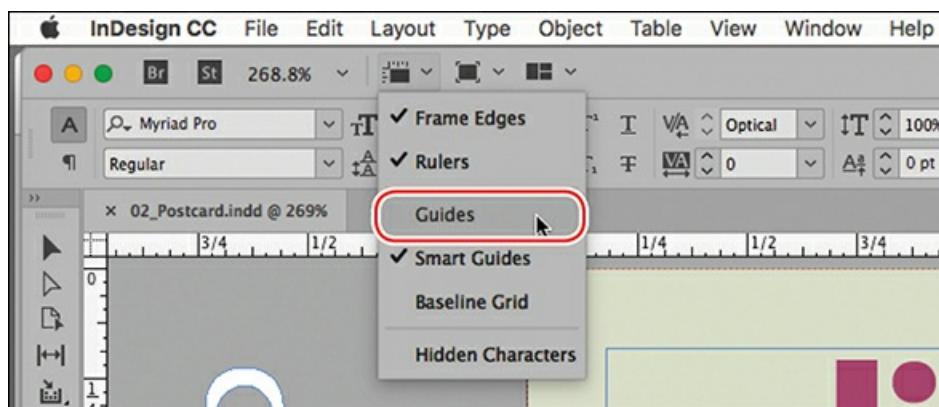 InDesign CC File Edit Layout Type Object Table View Window Help
Br St 268.8%
A Myriad Pro Optical 100%
Regular 0 0 pt
× 02_Postcard.indd @ 269%
Frame Edges
Rulers
Guides
Smart Guides
Baseline Grid
Hidden Characters
3/4 1/2 1/4 1/2 3/4
0
1